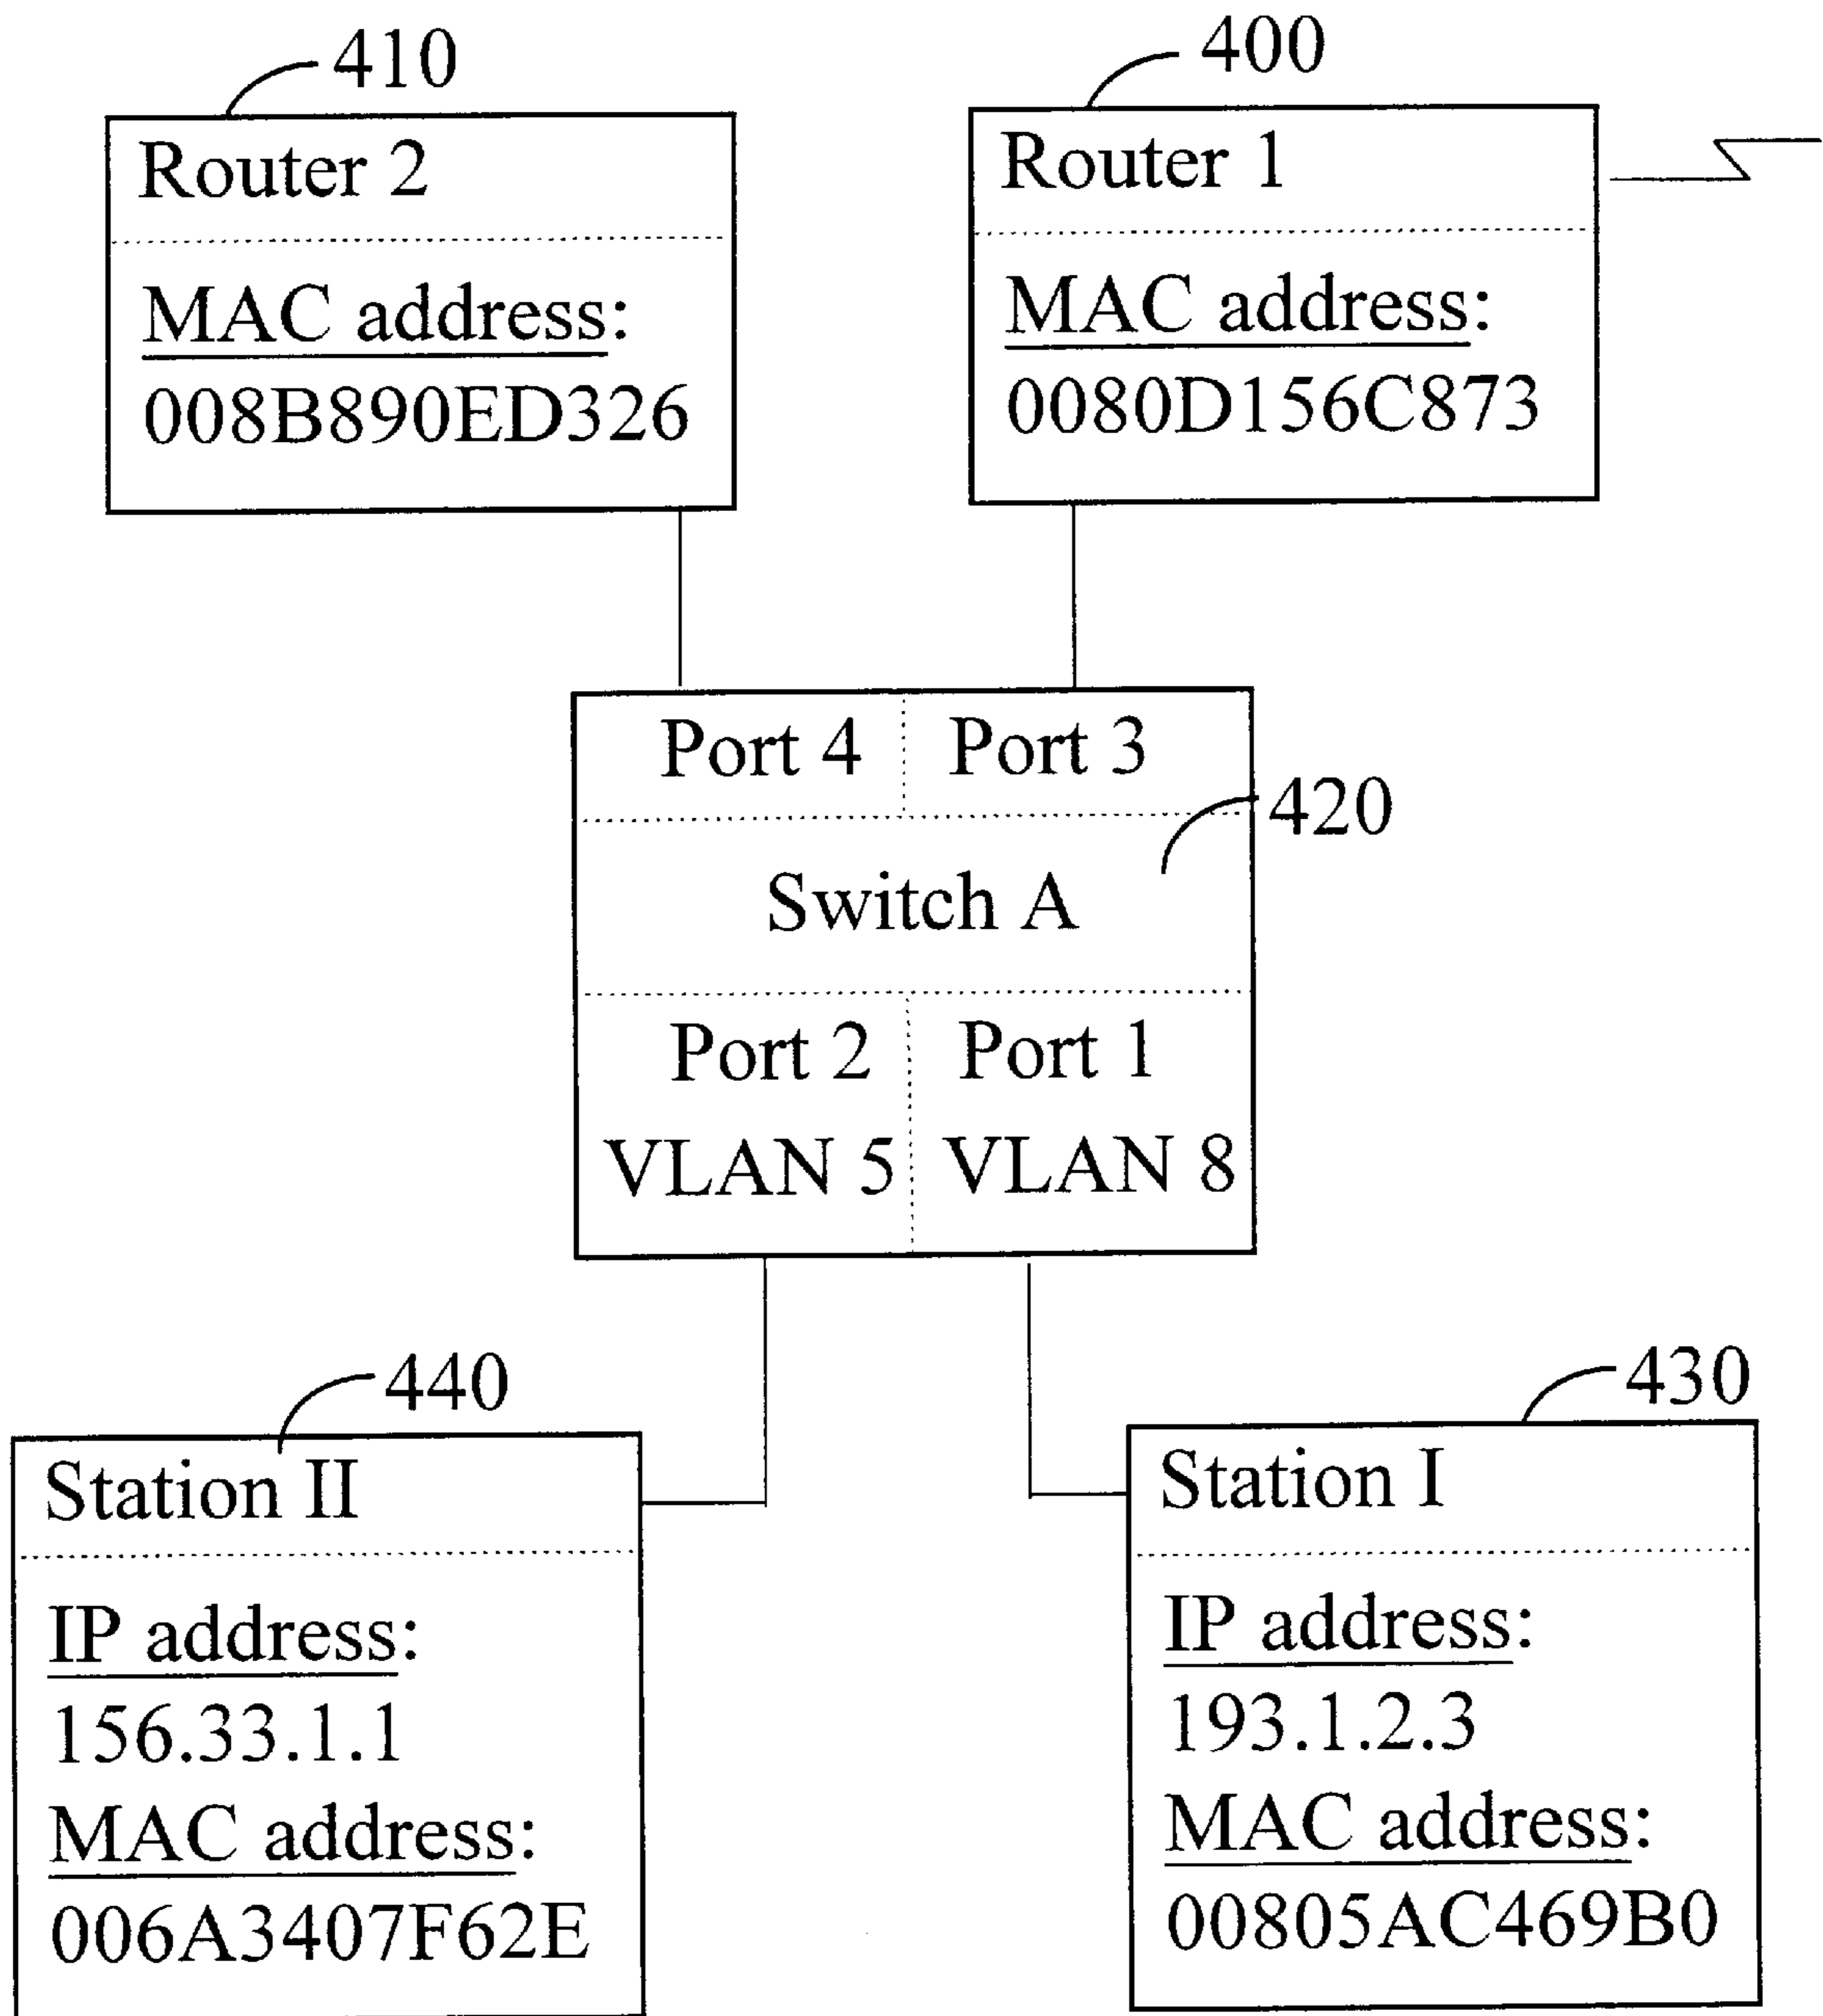 410
Router 2
MAC address:
008B890ED326
400
Router 1
MAC address:
0080D156C873
Port 4
Port 3
420
Switch A
Port 2
VLAN 5
Port 1
VLAN 8
440
Station II
IP address:
156.33.1.1
MAC address:
006A3407F62E
430
Station I
IP address:
193.1.2.3
MAC address:
00805AC469B0